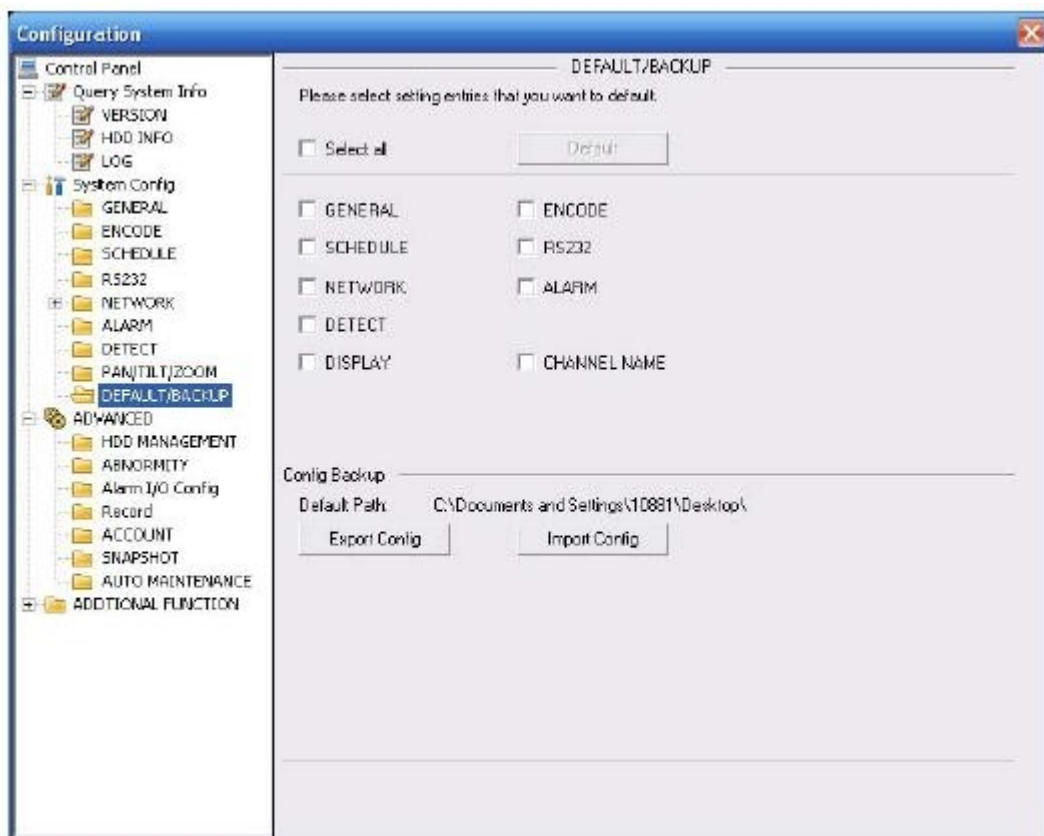 Configuration
Control Panel
Query System Info
VERSION
HDD INFO
LOG
System Config
GENERAL
ENCODE
SCHEDULE
RS232
NETWORK
ALARM
DETECT
PAN/TILT/ZOOM
DEFAULT/BACKUP
ADVANCED
HDD MANAGEMENT
ABNORMITY
Alarm I/O Config
Record
ACCOUNT
SNAPSHOT
AUTO MAINTENANCE
ADDTIONAL FUNCTION
DEFAULT/BACKUP
Please select setting entries that you want to default.
Select all Default
GENERAL ENCODE
SCHEDULE RS232
NETWORK ALARM
DETECT
DISPLAY CHANNEL NAME
Config Backup
Default Path: C:\Documents and Settings\10881\Desktop\
Export Config Import Config